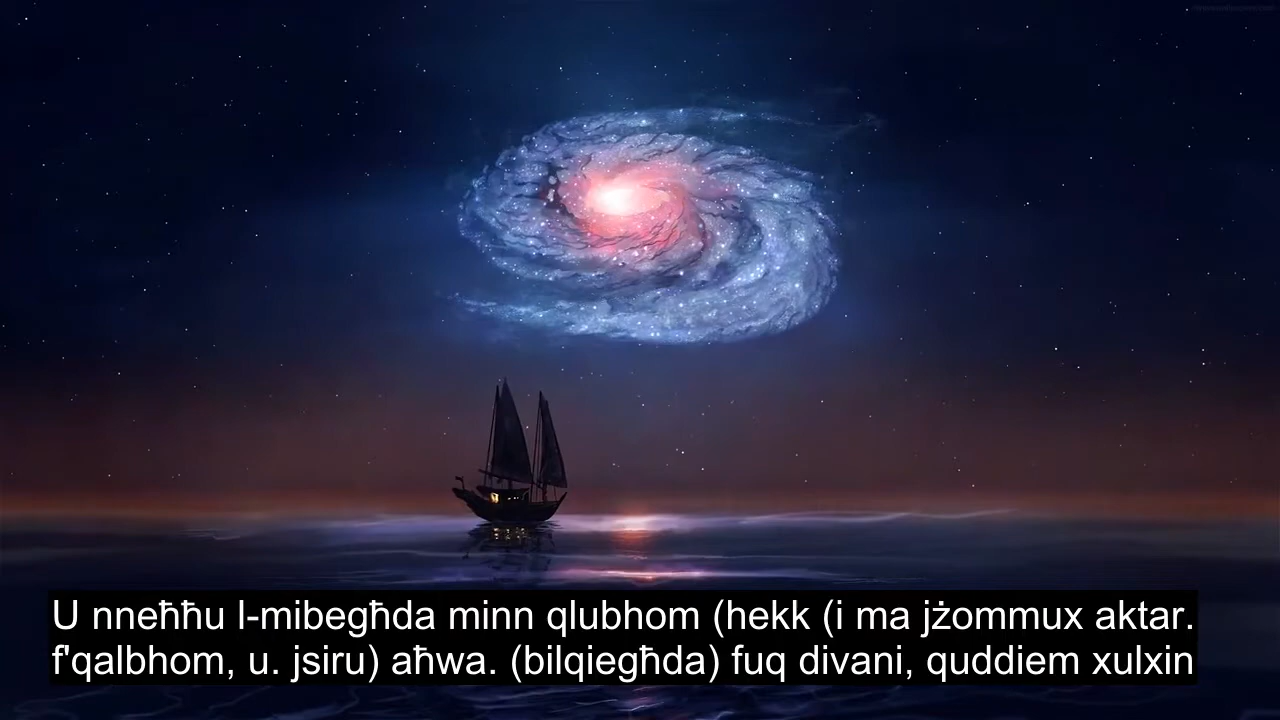 U nneħħu l-mibegħda minn qlubhom (hekk (i ma jżommux aktar.
f'qalbhom, u. jsiru) aħwa. (bilqiegħda) fuq divani, quddiem xulxin